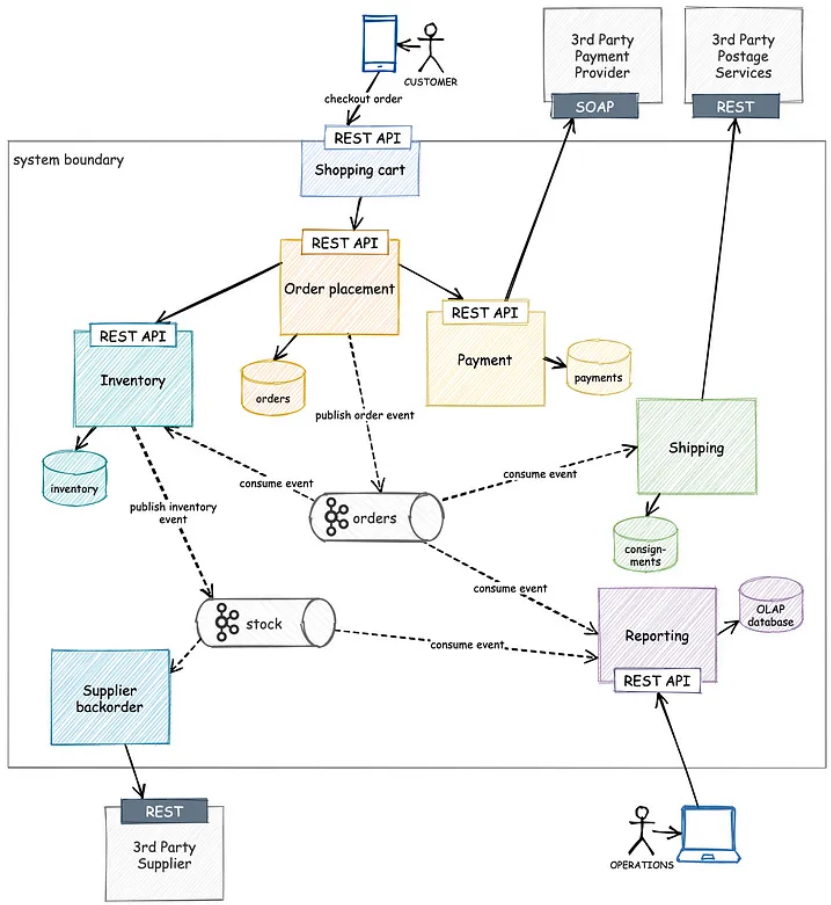 3rd Party
Payment
Provider
SOAP
3rd Party
Postage
Services
REST
CUSTOMER
checkout order
system boundary
REST API
Shopping cart
REST API
Order placement
REST API
Inventory
REST API
Payment
orders
payments
publish order event
inventory
consume event
consume event
Shipping
publish inventory
event
orders
consign-
ments
consume event
stock
consume event
Reporting
REST API
OLAP
database
Supplier
backorder
REST
3rd Party
Supplier
OPERATIONS